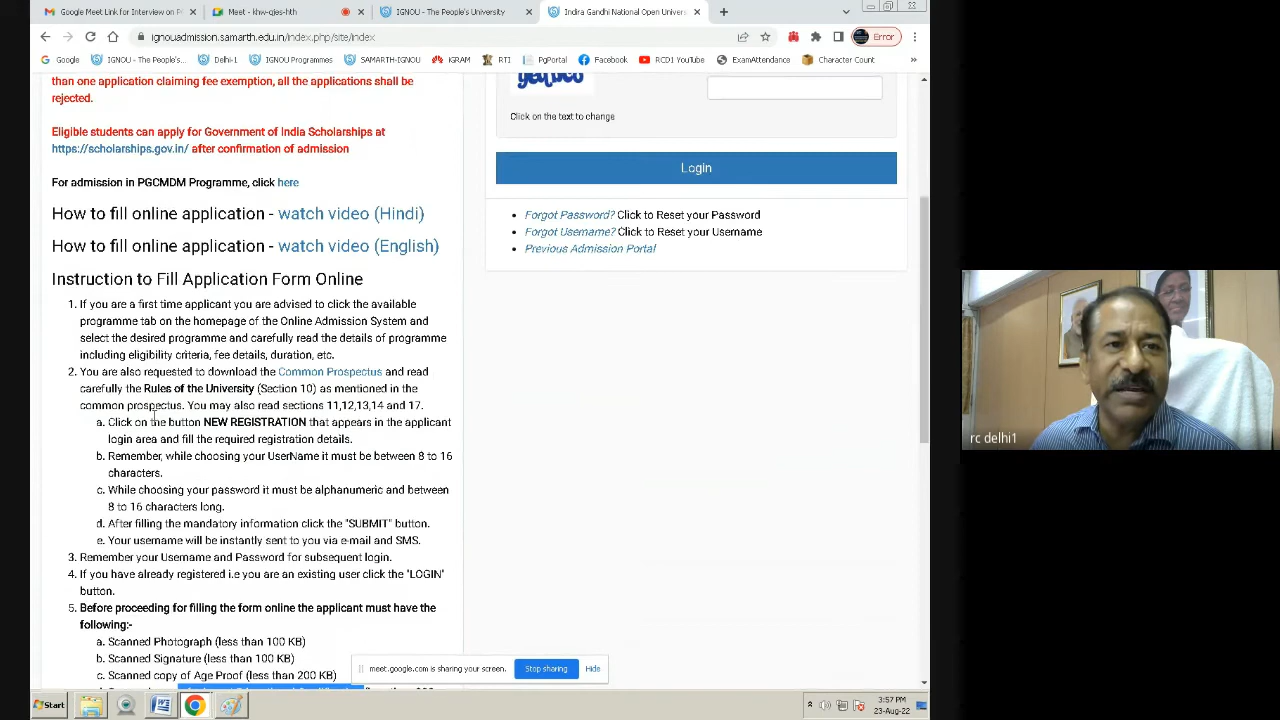 Google Meet Link for Interview on P
Meet - khw-qjes-hth
IGNOU - The People's University
Indira Gandhi National Open Univers
ignouadmission.samarth.edu.in/index.php/site/index
Error
Google
IGNOU - The People's...
Delhi-1
IGNOU Programmes
SAMARTH-IGNOU
IGRAM
RTI
PgPortal
Facebook
RCD1 YouTube
ExamAttendance
Character Count
than one application claiming fee exemption, all the applications shall be
rejected.
Eligible students can apply for Government of India Scholarships at
https://scholarships.gov.in/ after confirmation of admission
For admission in PGCMDM Programme, click here
How to fill online application - watch video (Hindi)
How to fill online application - watch video (English)
Instruction to Fill Application Form Online
1. If you are a first time applicant you are advised to click the available
programme tab on the homepage of the Online Admission System and
select the desired programme and carefully read the details of programme
including eligibility criteria, fee details, duration, etc.
2. You are also requested to download the Common Prospectus and read
carefully the Rules of the University (Section 10) as mentioned in the
common prospectus. You may also read sections 11,12,13,14 and 17.
a. Click on the button NEW REGISTRATION that appears in the applicant
login area and fill the required registration details.
b. Remember, while choosing your UserName it must be between 8 to 16
characters.
c. While choosing your password it must be alphanumeric and between
8 to 16 characters long.
d. After filling the mandatory information click the "SUBMIT" button.
e. Your username will be instantly sent to you via e-mail and SMS.
3. Remember your Username and Password for subsequent login.
4. If you have already registered i.e you are an existing user click the "LOGIN"
button.
5. Before proceeding for filling the form online the applicant must have the
following:-
a. Scanned Photograph (less than 100 KB)
b. Scanned Signature (less than 100 KB)
c. Scanned copy of Age Proof (less than 200 KB)
Click on the text to change
Login
Forgot Password? Click to Reset your Password
Forgot Username? Click to Reset your Username
Previous Admission Portal
meet.google.com is sharing your screen.
Stop sharing
Hide
Start
3:57 PM
23-Aug-22
rc delhi1